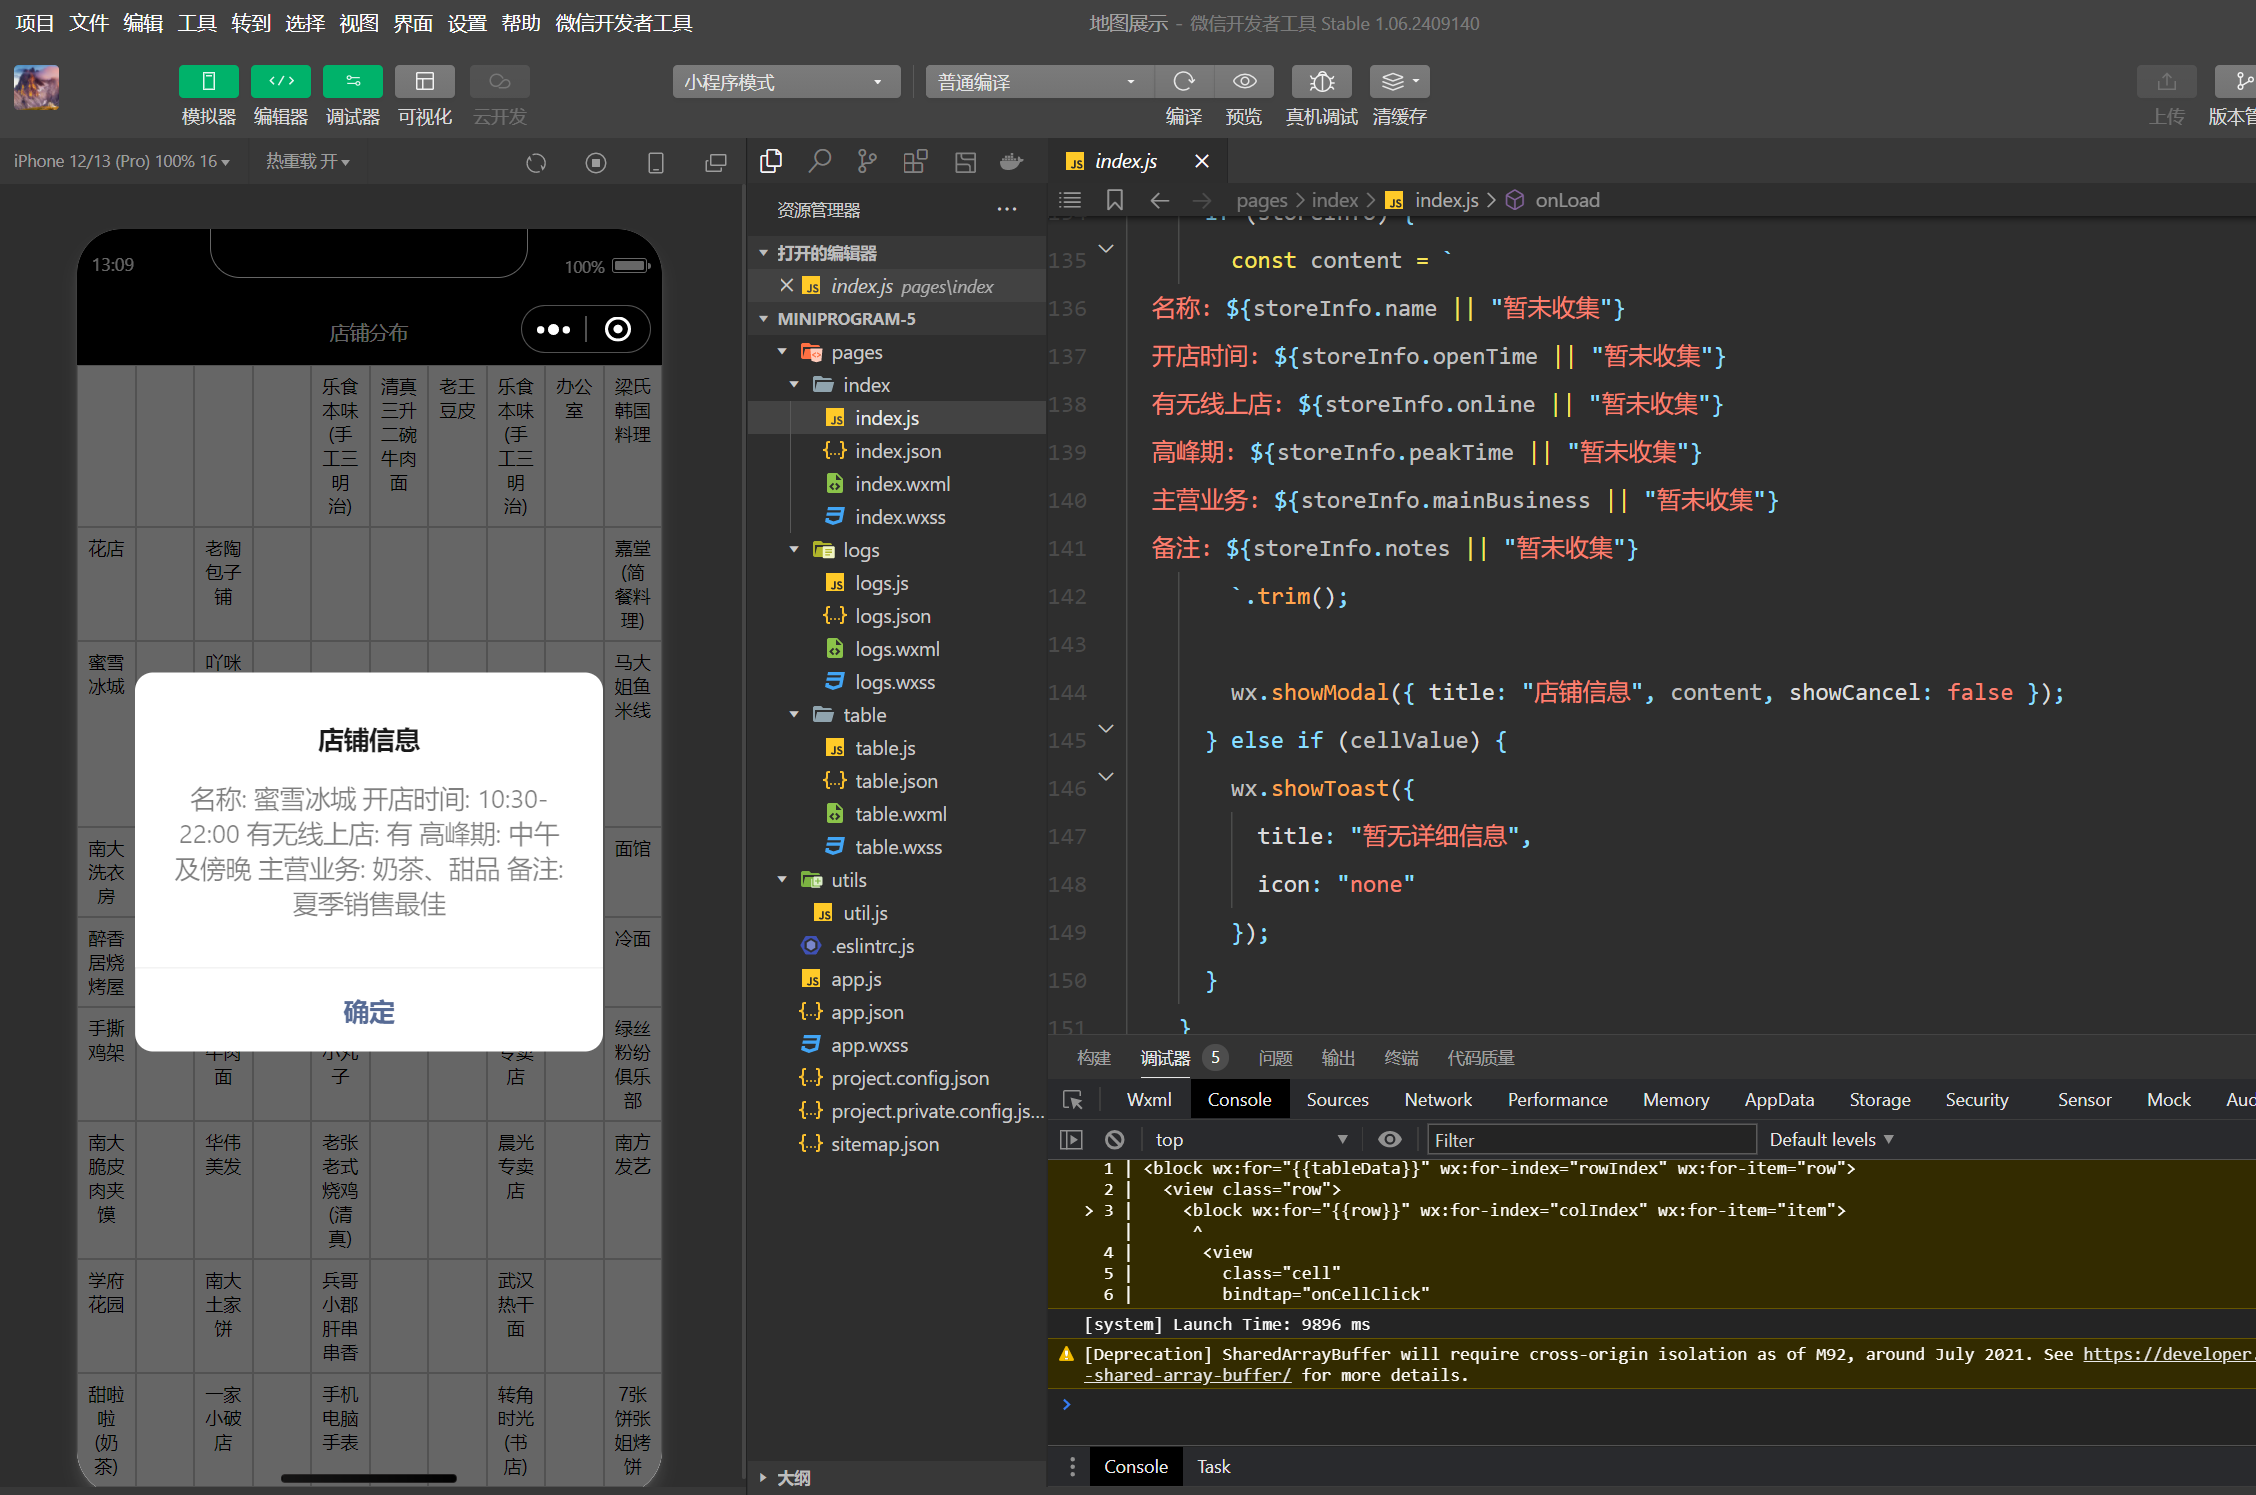 项目 文件 编辑 工具 转到 选择 视图 界面 设置 帮助 微信开发者工具
地图展示 - 微信开发者工具 Stable 1.06.2409140
小程序模式
普通编译
模拟器 编辑器 调试器 可视化 云开发
编译 预览 真机调试 清缓存
上传 版本管
iPhone 12/13 (Pro) 100% 16
热重载 开
13:09
100%
店铺分布
乐食本味(手工三明治)
清真三升二碗牛肉面
老王豆皮
乐食本味(手工三明治)
办公室
梁氏韩国料理
花店
老陶包子铺
嘉堂(简餐料理)
蜜雪冰城
吖咪
马大姐鱼米线
店铺信息
名称: 蜜雪冰城 开店时间: 10:30-
22:00 有无线上店: 有 高峰期: 中午
及傍晚 主营业务: 奶茶、甜品 备注:
夏季销售最佳
确定
南大洗衣房
面馆
醉香居烧烤屋
冷面
手撕鸡架
牛肉面
小丸子
专卖店
绿丝粉纷俱乐部
南大脆皮肉夹馍
华伟美发
老张老式烧鸡(清真)
晨光专卖店
南方发艺
学府花园
南大土家饼
兵哥小郡肝串串香
武汉热干面
甜啦啦(奶茶)
一家小破店
手机电脑手表
转角时光(书店)
7张饼张姐烤饼
资源管理器
打开的编辑器
index.js pages\index
MINIPROGRAM-5
pages
index
index.js
index.json
index.wxml
index.wxss
logs
logs.js
logs.json
logs.wxml
logs.wxss
table
table.js
table.json
table.wxml
table.wxss
utils
util.js
.eslintrc.js
app.js
app.json
app.wxss
project.config.json
project.private.config.js...
sitemap.json
大纲
index.js
pages > index > index.js > onLoad
134 if (storeInfo) {
135 const content = `
136 名称: ${storeInfo.name || "暂未收集"}
137 开店时间: ${storeInfo.openTime || "暂未收集"}
138 有无线上店: ${storeInfo.online || "暂未收集"}
139 高峰期: ${storeInfo.peakTime || "暂未收集"}
140 主营业务: ${storeInfo.mainBusiness || "暂未收集"}
141 备注: ${storeInfo.notes || "暂未收集"}
142 `.trim();
143
144 wx.showModal({ title: "店铺信息", content, showCancel: false });
145 } else if (cellValue) {
146 wx.showToast({
147 title: "暂无详细信息",
148 icon: "none"
149 });
150 }
151 }
构建 调试器 5 问题 输出 终端 代码质量
Wxml Console Sources Network Performance Memory AppData Storage Security Sensor Mock Aud
top Filter Default levels
1 | <block wx:for="{{tableData}}" wx:for-index="rowIndex" wx:for-item="row">
2 | <view class="row">
> 3 | <block wx:for="{{row}}" wx:for-index="colIndex" wx:for-item="item">
| ^
4 | <view
5 | class="cell"
6 | bindtap="onCellClick"
[system] Launch Time: 9896 ms
[Deprecation] SharedArrayBuffer will require cross-origin isolation as of M92, around July 2021. See https://developer.
-shared-array-buffer/ for more details.
>
Console Task